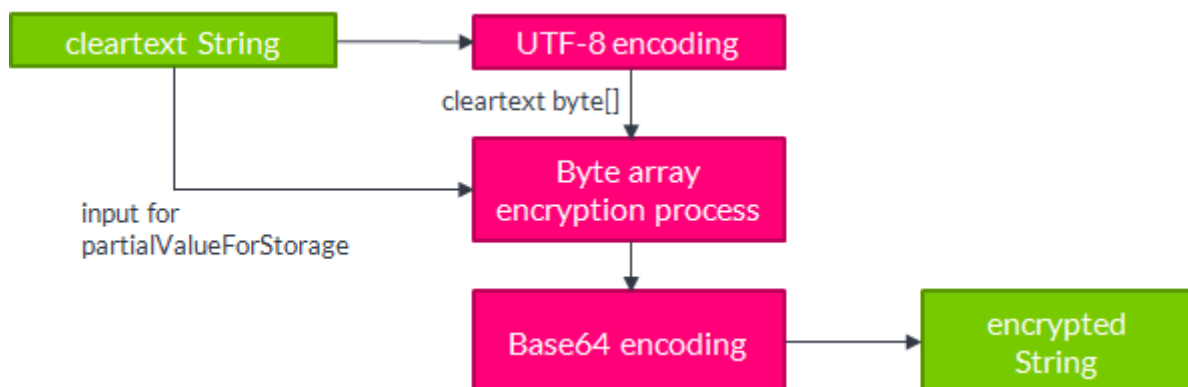 cleartext String
UTF-8 encoding
cleartext byte[]
Byte array
encryption process
input for
partialValueForStorage
Base64 encoding
encrypted
String